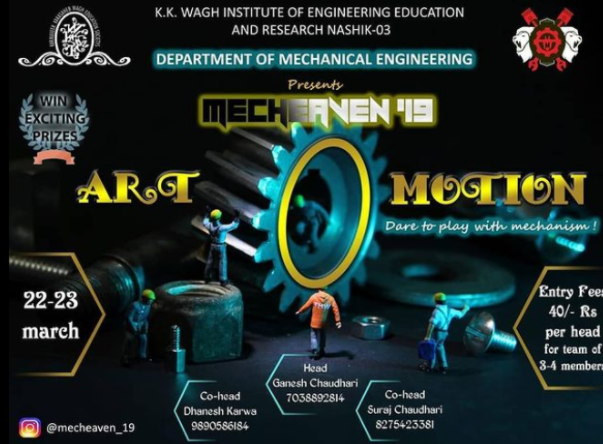 K.K. WAGH INSTITUTE OF ENGINEERING EDUCATION
AND RESEARCH NASHIK-03
DEPARTMENT OF MECHANICAL ENGINEERING
Presents
MECHEAVEN '19
WIN
EXCITING
PRIZES
ART O MOTION
Dare to play with mechanism !
22-23
march
Entry Fees
40/- Rs
per head
for team of
3-4 members
Head
Ganesh Chaudhari
7038892814
Co-head
Dhanesh Karwa
9890586184
Co-head
Suraj Chaudhari
8275423381
@mecheaven_19